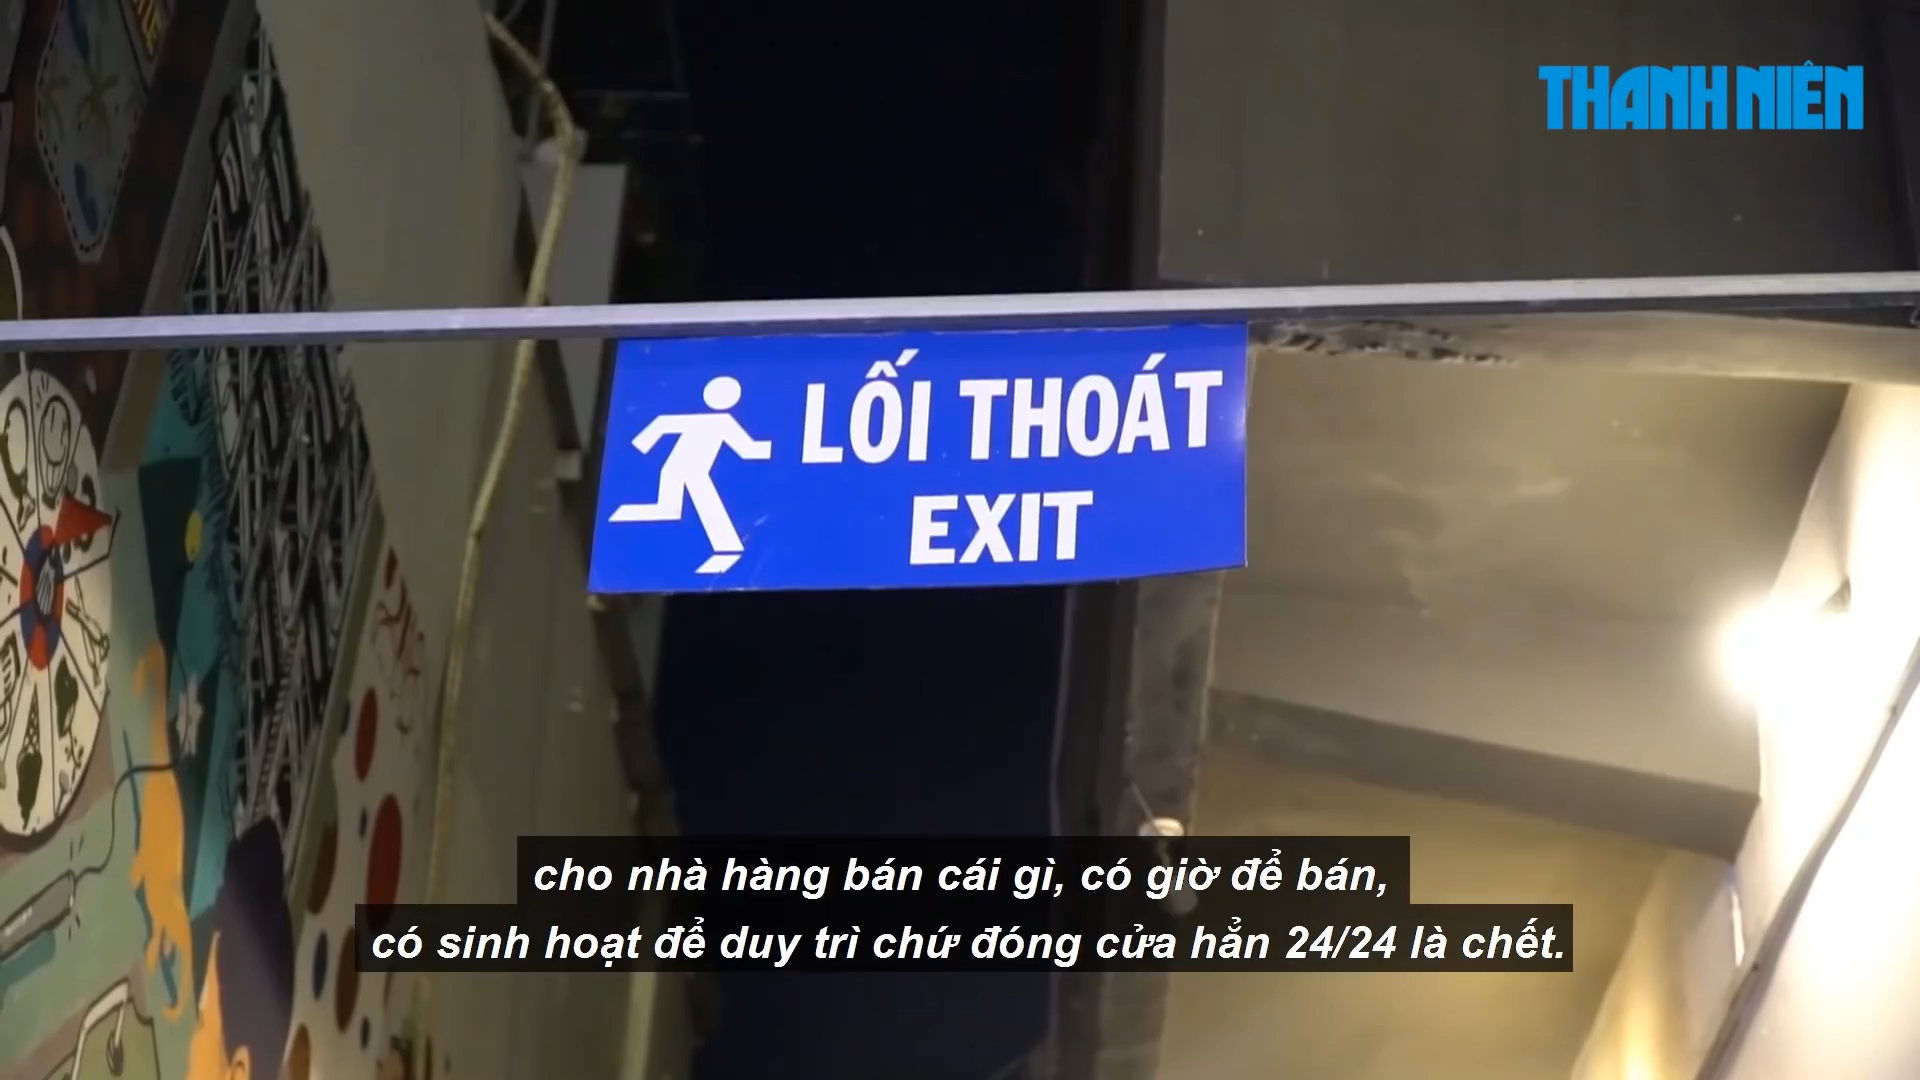 THANH NIÊN
LỐI THOÁT
EXIT
cho nhà hàng bán cái gì, có giờ để bán,
có sinh hoạt để duy trì chứ đóng cửa hẳn 24/24 là chết.